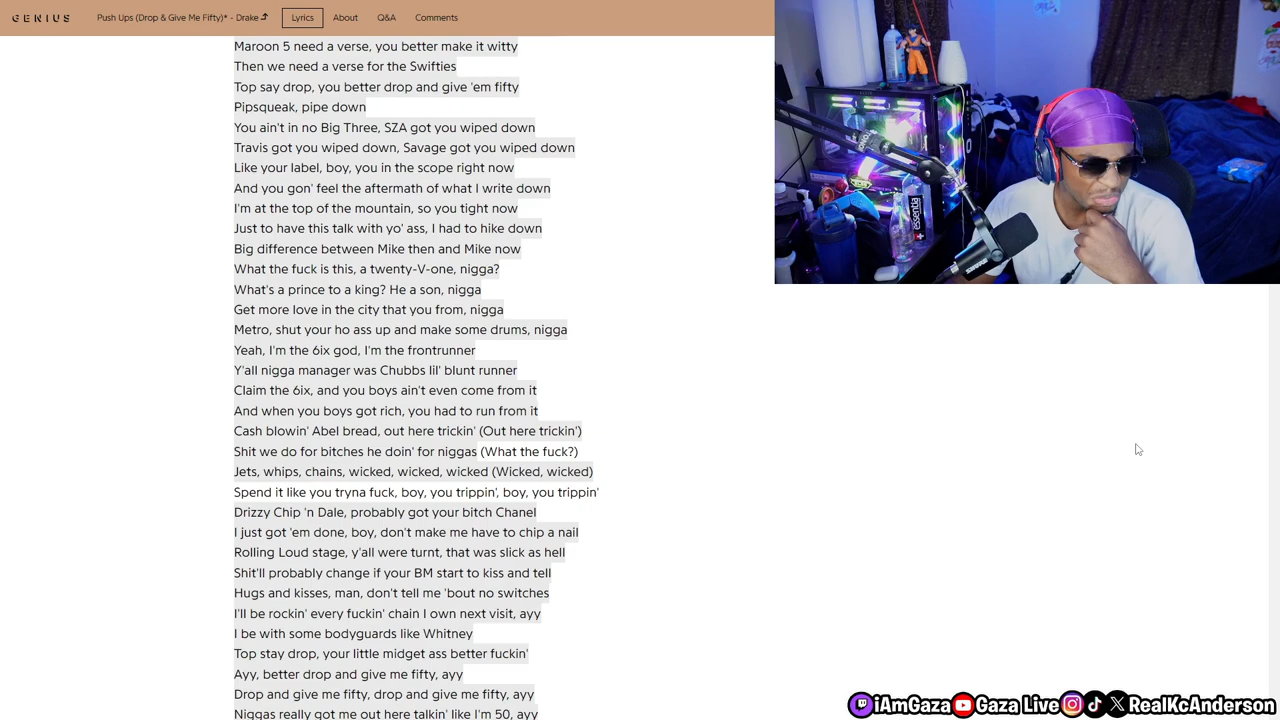 GENIUS
Push Ups (Drop & Give Me Fifty)* - Drake
Lyrics
About
Q&A
Comments
Maroon 5 need a verse, you better make it witty
Then we need a verse for the Swifties
Top say drop, you better drop and give 'em fifty
Pipsqueak, pipe down
You ain't in no Big Three, SZA got you wiped down
Travis got you wiped down, Savage got you wiped down
Like your label, boy, you in the scope right now
And you gon' feel the aftermath of what I write down
I'm at the top of the mountain, so you tight now
Just to have this talk with yo' ass, I had to hike down
Big difference between Mike then and Mike now
What the fuck is this, a twenty-V-one, nigga?
What's a prince to a king? He a son, nigga
Get more love in the city that you from, nigga
Metro, shut your ho ass up and make some drums, nigga
Yeah, I'm the 6ix god, I'm the frontrunner
Y'all nigga manager was Chubbs lil' blunt runner
Claim the 6ix, and you boys ain't even come from it
And when you boys got rich, you had to run from it
Cash blowin' Abel bread, out here trickin' (Out here trickin')
Shit we do for bitches he doin' for niggas (What the fuck?)
Jets, whips, chains, wicked, wicked, wicked (Wicked, wicked)
Spend it like you tryna fuck, boy, you trippin', boy, you trippin'
Drizzy Chip 'n Dale, probably got your bitch Chanel
I just got 'em done, boy, don't make me have to chip a nail
Rolling Loud stage, y'all were turnt, that was slick as hell
Shit'll probably change if your BM start to kiss and tell
Hugs and kisses, man, don't tell me 'bout no switches
I'll be rockin' every fuckin' chain I own next visit, ayy
I be with some bodyguards like Whitney
Top stay drop, your little midget ass better fuckin'
Ayy, better drop and give me fifty, ayy
Drop and give me fifty, drop and give me fifty, ayy
Niggas really got me out here talkin' like I'm 50, ayy
essentia
SHURE
iAmGaza Gaza Live RealKcAnderson